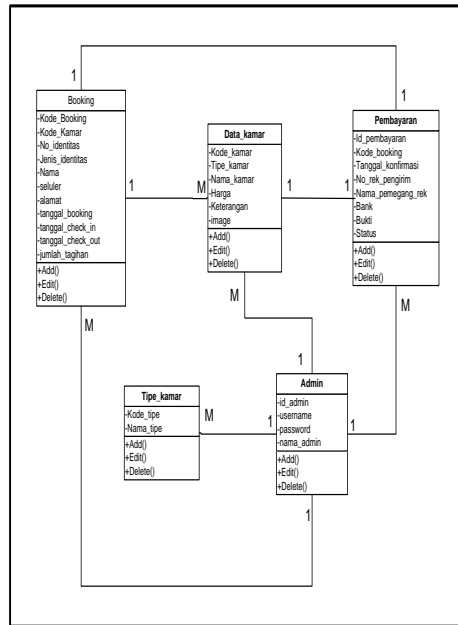 1
1
Booking
-Kode_Booking
-Kode_Kamar
-No_identitas
-Jenis_identitas
-Nama
-seluler
-alamat
-tanggal_booking
-tanggal_check_in
-tanggal_check_out
-jumlah_tagihan
+Add()
+Edit()
+Delete()
1
M
Data_kamar
-Kode_kamar
-Tipe_kamar
-Nama_kamar
-Harga
-Keterangan
-image
+Add()
+Edit()
+Delete()
1
1
Pembayaran
-Id_pembayaran
-Kode_booking
-Tanggal_konfirmasi
-No_rek_pengirim
-Nama_pemegang_rek
-Bank
-Bukti
-Status
+Add()
+Edit()
+Delete()
M
M
M
1
Tipe_kamar
-Kode_tipe
-Nama_tipe
+Add()
+Edit()
+Delete()
M
1
Admin
-id_admin
-username
-password
-nama_admin
+Add()
+Edit()
+Delete()
1
1